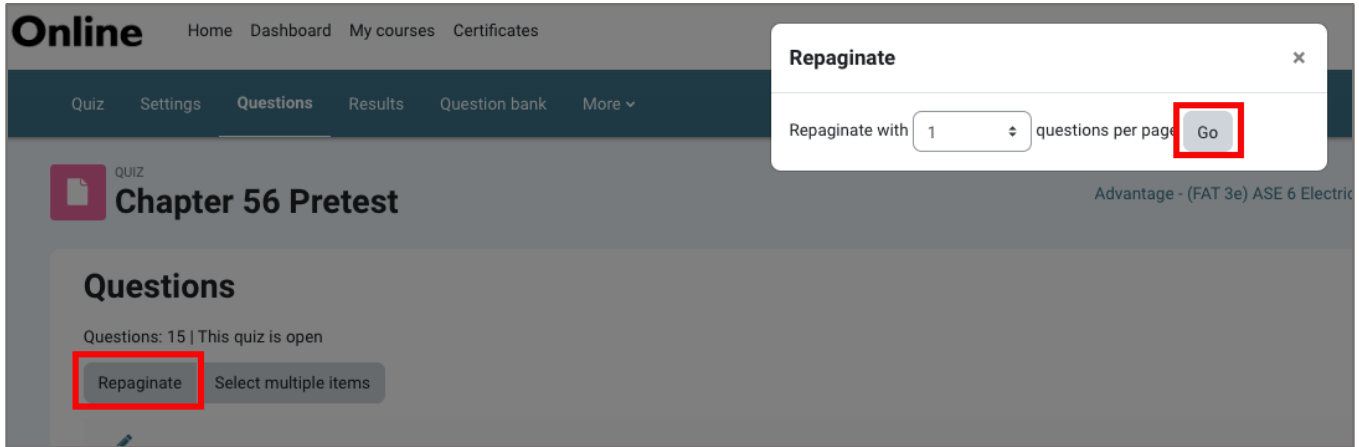 Online Home Dashboard My courses Certificates
Repaginate ×
Quiz Settings Questions Results Question bank More
Repaginate with 1 questions per page Go
QUIZ
Chapter 56 Pretest
Advantage - (FAT 3e) ASE 6 Electric
Questions
Questions: 15 | This quiz is open
Repaginate Select multiple items